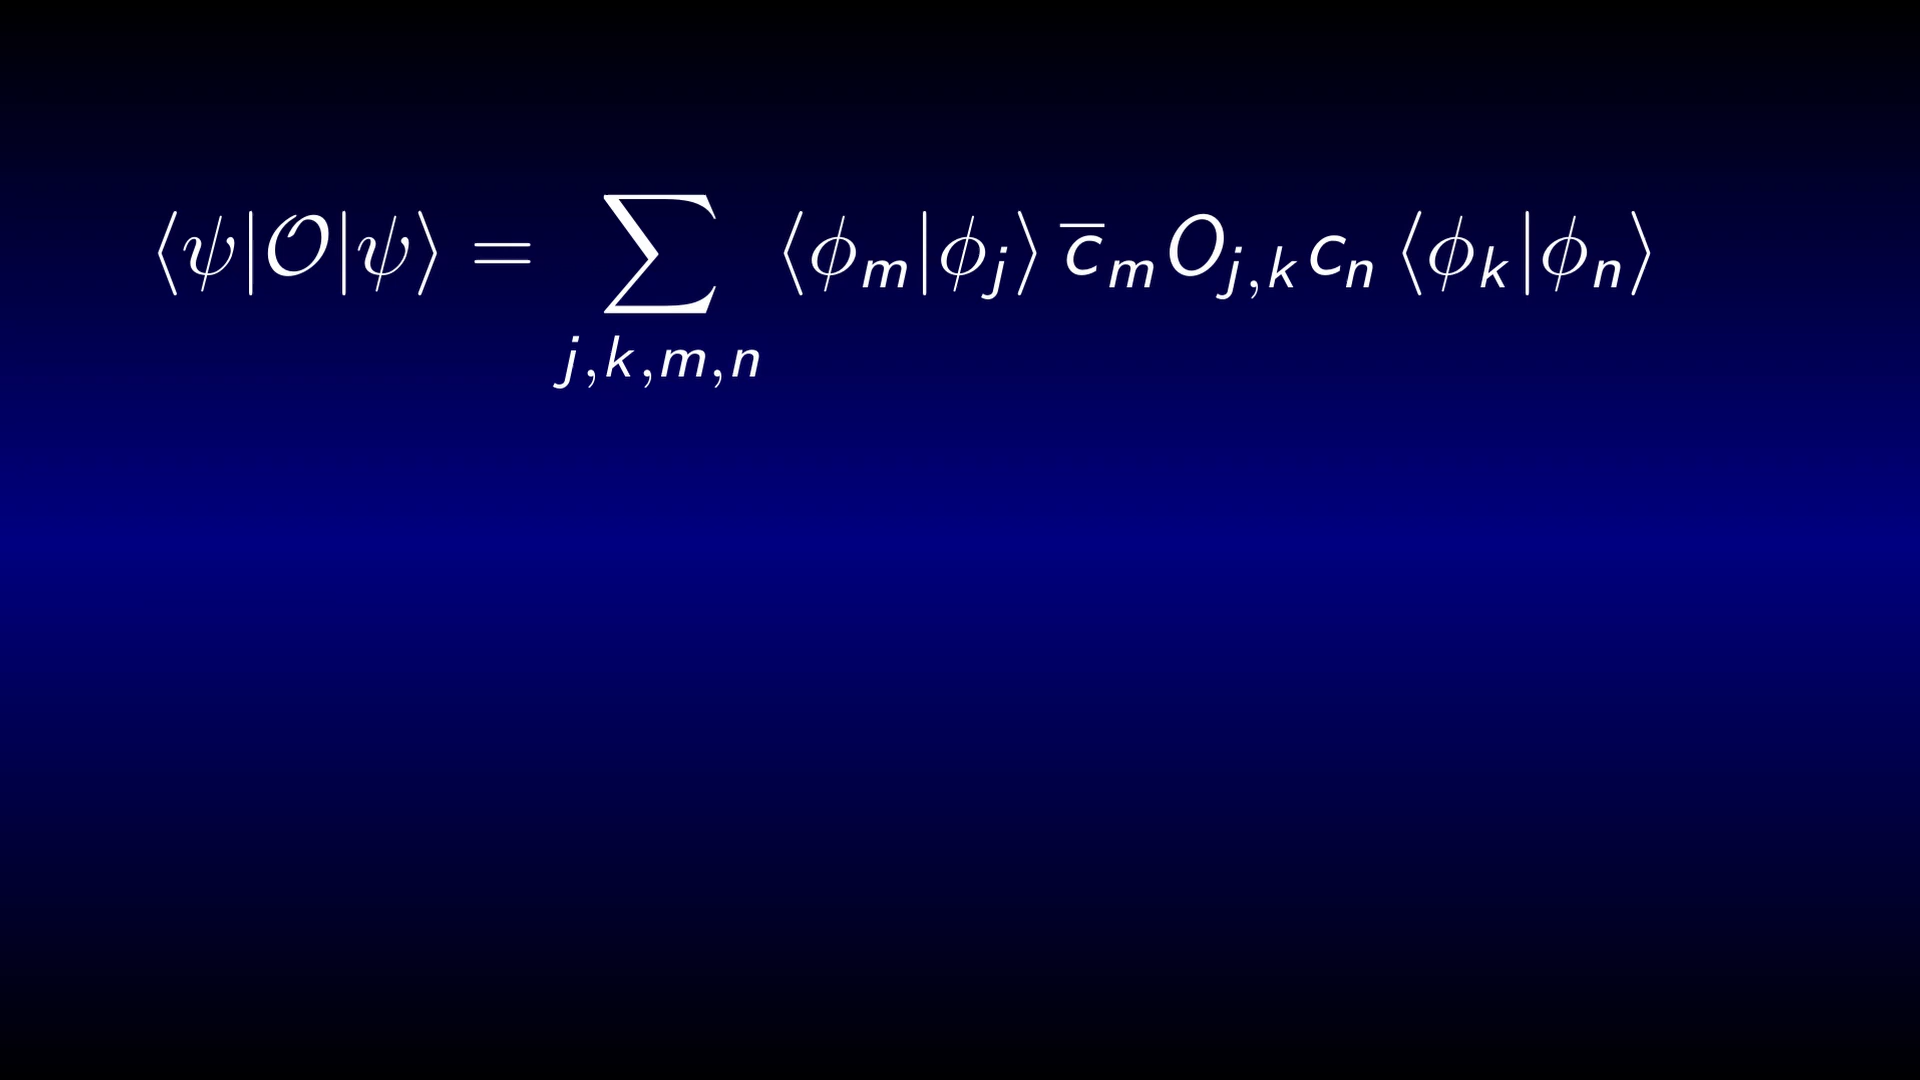 ⟨ψ|𝒪|ψ⟩ = ∑_{j,k,m,n} ⟨ϕ_m|ϕ_j⟩ c̅_m O_{j,k} c_n ⟨ϕ_k|ϕ_n⟩